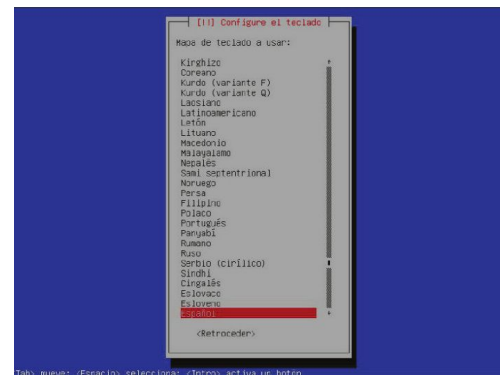 [!!] Configure el teclado
Mapa de teclado a usar:
Kirghizo
Coreano
Kurdo (variante F)
Kurdo (variante Q)
Laosiano
Latinoamericano
Letón
Lituano
Macedonio
Malayalamo
Nepalés
Sami septentrional
Noruego
Persa
Filipino
Polaco
Portugués
Panyabí
Rumano
Ruso
Serbio (cirílico)
Sindhi
Cingalés
Eslovaco
Esloveno
Español
<Retroceder>
<Tab> mueve; <Espacio> selecciona; <Intro> activa un botón